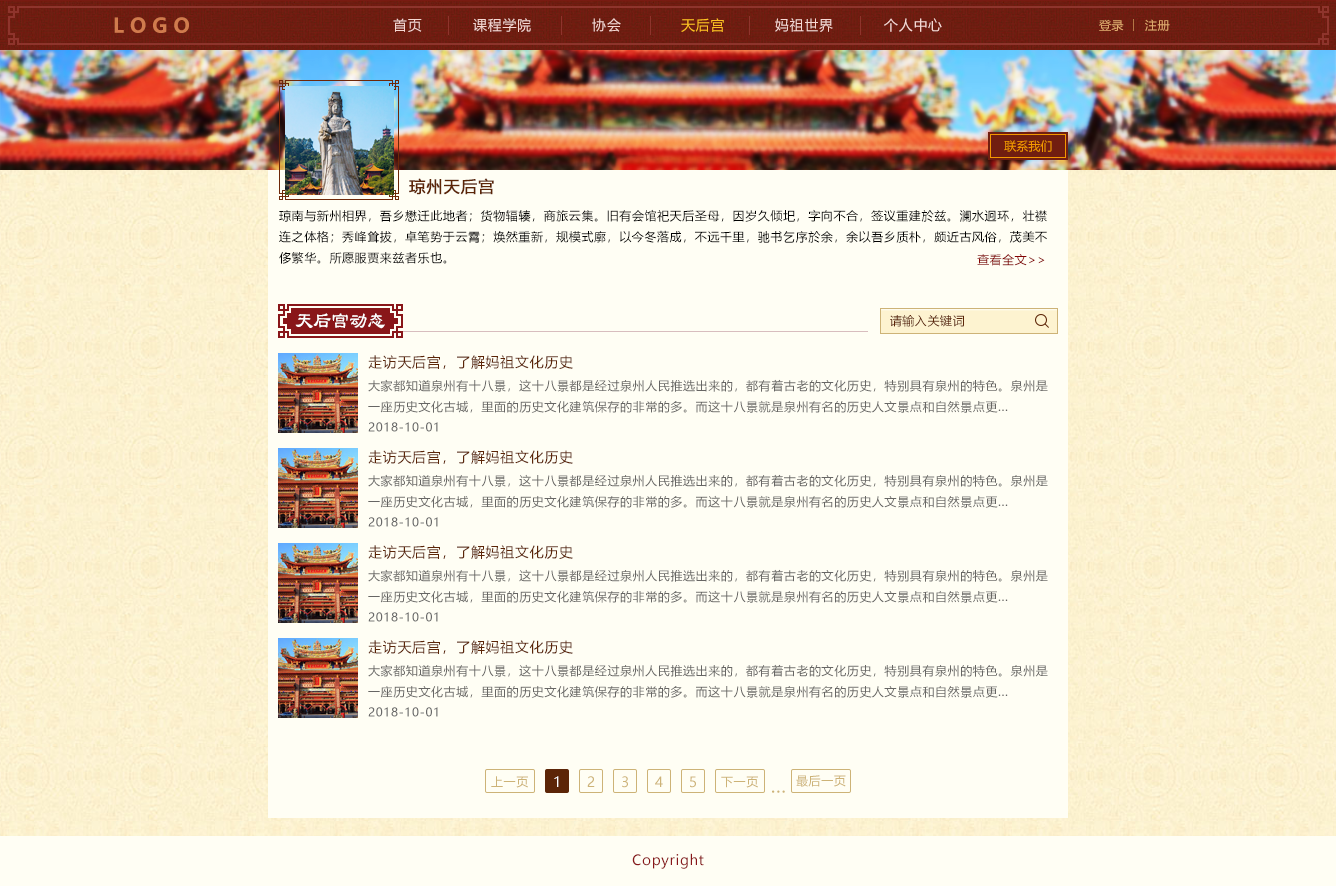 LOGO
首页
课程学院
协会
天后宫
妈祖世界
个人中心
登录
注册
联系我们
琼州天后宫
琼南与新州相界，吾乡懋迁此地者；货物辐辏，商旅云集。旧有会馆祀天后圣母，因岁久倾圯，字向不合，签议重建於兹。澜水迥环，壮襟
连之体格；秀峰耸拔，卓笔势于云霄；焕然重新，规模式廓，以今冬落成，不远千里，驰书乞序於余，余以吾乡质朴，颇近古风俗，茂美不
侈繁华。所愿服贾来兹者乐也。
查看全文>>
天后宫动态
请输入关键词
走访天后宫，了解妈祖文化历史
大家都知道泉州有十八景，这十八景都是经过泉州人民推选出来的，都有着古老的文化历史，特别具有泉州的特色。泉州是
一座历史文化古城，里面的历史文化建筑保存的非常的多。而这十八景就是泉州有名的历史人文景点和自然景点更...
2018-10-01
走访天后宫，了解妈祖文化历史
大家都知道泉州有十八景，这十八景都是经过泉州人民推选出来的，都有着古老的文化历史，特别具有泉州的特色。泉州是
一座历史文化古城，里面的历史文化建筑保存的非常的多。而这十八景就是泉州有名的历史人文景点和自然景点更...
2018-10-01
走访天后宫，了解妈祖文化历史
大家都知道泉州有十八景，这十八景都是经过泉州人民推选出来的，都有着古老的文化历史，特别具有泉州的特色。泉州是
一座历史文化古城，里面的历史文化建筑保存的非常的多。而这十八景就是泉州有名的历史人文景点和自然景点更...
2018-10-01
走访天后宫，了解妈祖文化历史
大家都知道泉州有十八景，这十八景都是经过泉州人民推选出来的，都有着古老的文化历史，特别具有泉州的特色。泉州是
一座历史文化古城，里面的历史文化建筑保存的非常的多。而这十八景就是泉州有名的历史人文景点和自然景点更...
2018-10-01
上一页 1 2 3 4 5 下一页 ... 最后一页
Copyright